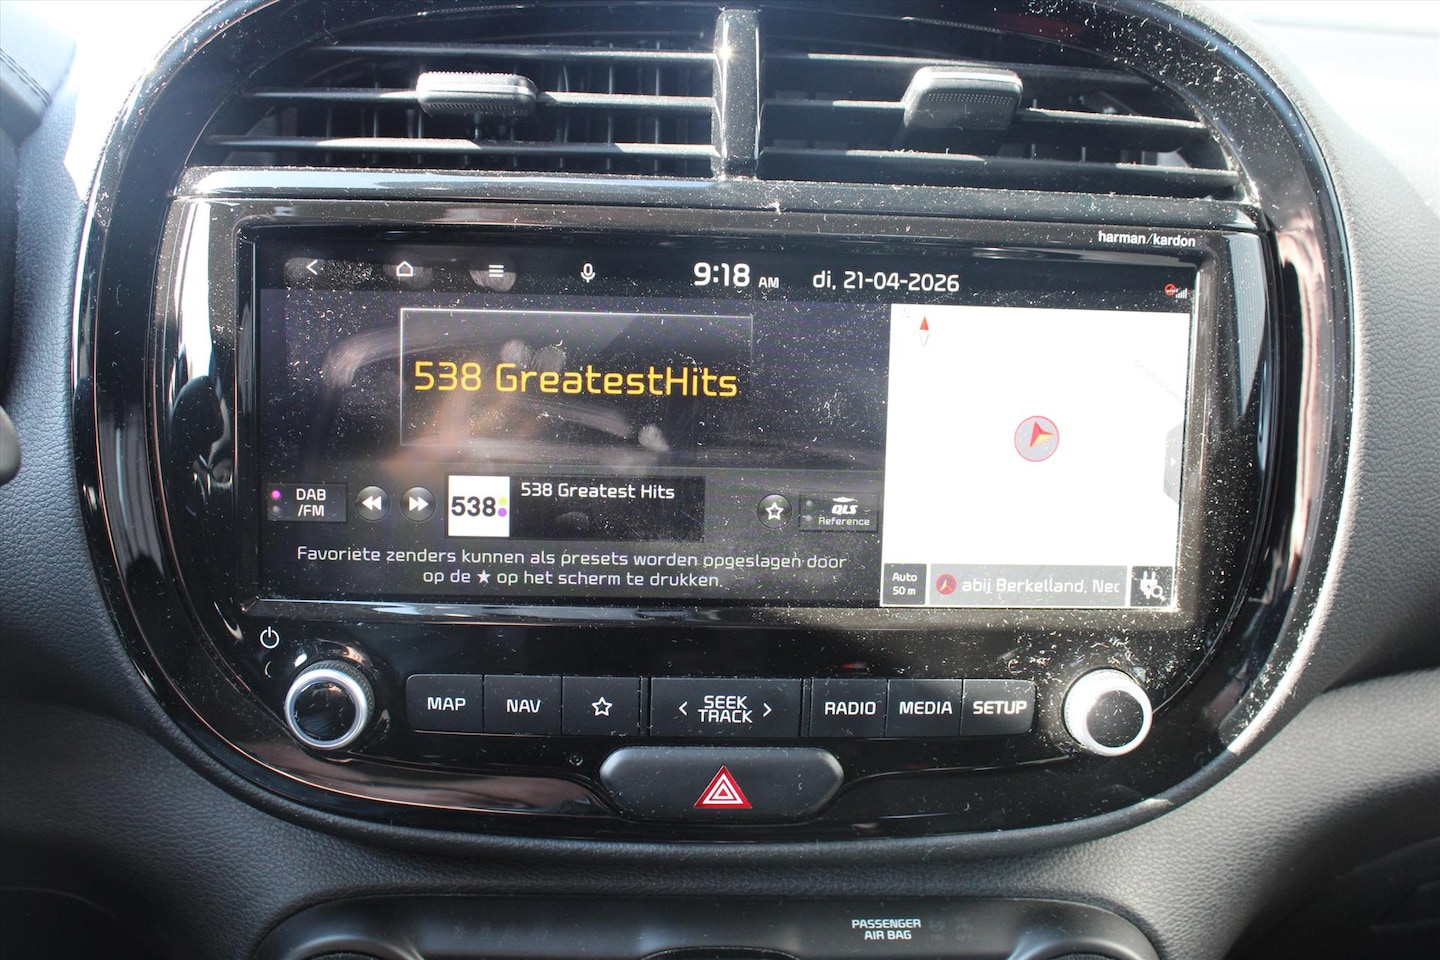 harman/kardon
9:18 AM
di, 21-04-2026
538 GreatestHits
DAB
/FM
538
538 Greatest Hits
QLS
Reference
Favoriete zenders kunnen als presets worden opgeslagen door
op de ★ op het scherm te drukken.
Auto
50 m
abij Berkelland, Nec
MAP
NAV
< SEEK >
TRACK
RADIO
MEDIA
SETUP
PASSENGER
AIR BAG